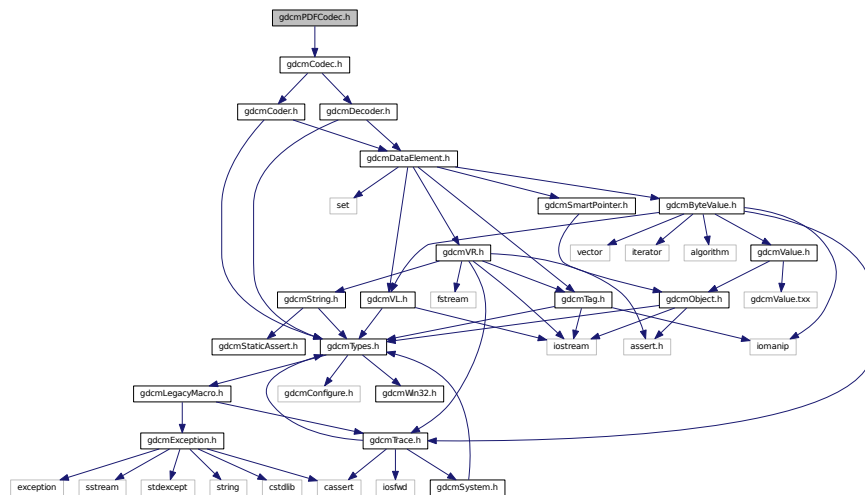 gdcmPDFCodec.h
gdcmCodec.h
gdcmCoder.h
gdcmDecoder.h
gdcmDataElement.h
set
gdcmSmartPointer.h
gdcmByteValue.h
gdcmVR.h
vector
iterator
algorithm
gdcmValue.h
gdcmString.h
gdcmVL.h
fstream
gdcmTag.h
gdcmObject.h
gdcmValue.txx
gdcmStaticAssert.h
gdcmTypes.h
iostream
assert.h
iomanip
gdcmLegacyMacro.h
gdcmConfigure.h
gdcmWin32.h
gdcmException.h
gdcmTrace.h
exception
sstream
stdexcept
string
cstdlib
cassert
iosfwd
gdcmSystem.h